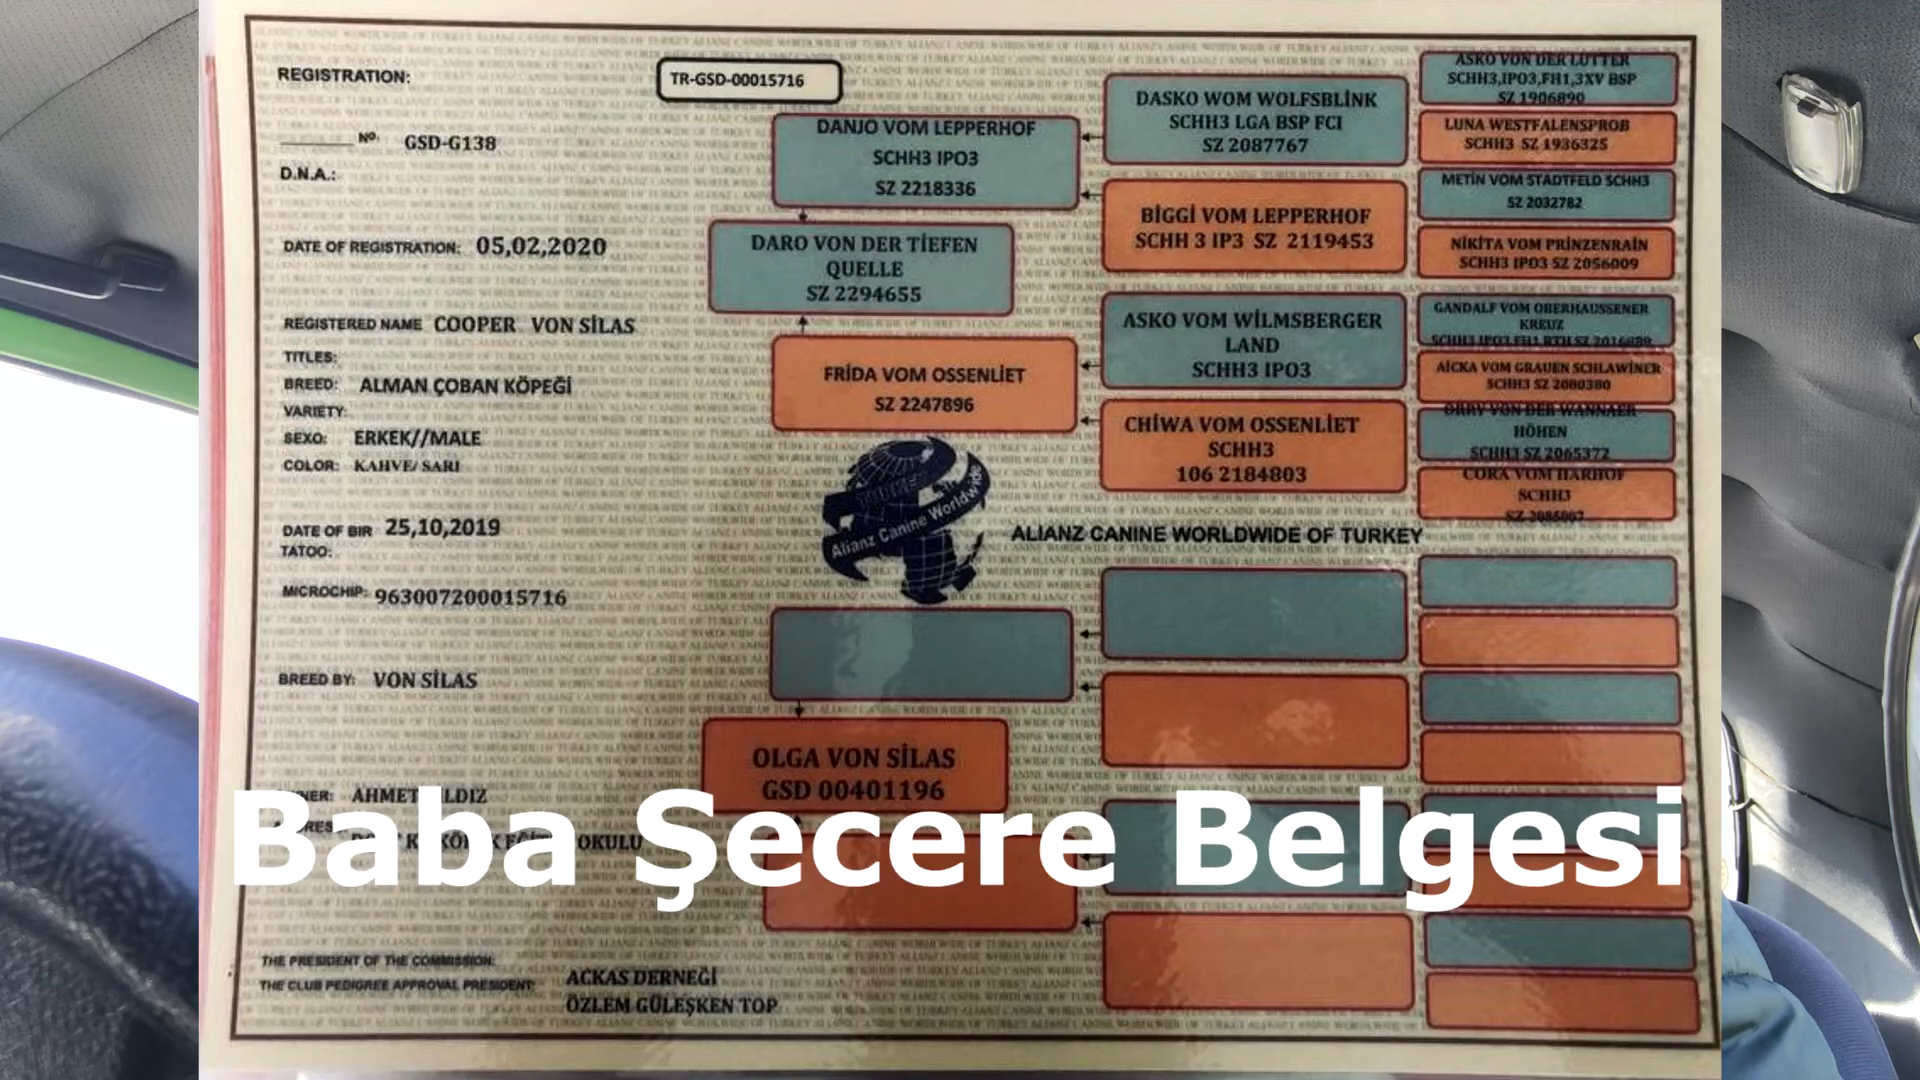 REGISTRATION:
TR-GSD-00015716
Nº: GSD-G138
D.N.A.:
DATE OF REGISTRATION: 05,02,2020
REGISTERED NAME COOPER VON SİLAS
TITLES:
BREED: ALMAN ÇOBAN KÖPEĞİ
VARIETY:
SEXO: ERKEK//MALE
COLOR: KAHVE/ SARI
DATE OF BIR 25,10,2019
TATOO:
MICROCHIP: 963007200015716
BREED BY: VON SİLAS
AHMET
OKULU
THE PRESIDENT OF THE COMMISSION:
THE CLUB PEDIGREE APPROVAL PRESIDENT:
ACKAS DERNEĞİ
ÖZLEM GÜLEŞKEN TOP
DANJO VOM LEPPERHOF
SCHH3 IPO3
SZ 2218336
DARO VON DER TİEFEN
QUELLE
SZ 2294655
FRİDA VOM OSSENLİET
SZ 2247896
Alianz Canine Worldwide
OLGA VON SİLAS
GSD 00401196
DASKO WOM WOLFSBLİNK
SCHH3 LGA BSP FCI
SZ 2087767
BİGGİ VOM LEPPERHOF
SCHH 3 IP3 SZ 2119453
ASKO VOM WİLMSBERGER
LAND
SCHH3 IPO3
CHİWA VOM OSSENLİET
SCHH3
106 2184803
ALIANZ CANINE WORLDWIDE OF TURKEY
ASKO VON DER LUTTER
SCHH3,IPO3,FH1,3XV BSP
SZ 1906890
LUNA WESTFALENSPROB
SCHH3 SZ 1936325
METİN VOM STADTFELD SCHH3
SZ 2032782
NİKİTA VOM PRİNZENRAİN
SCHH3 IPO3 SZ 2056009
GANDALF VOM OBERHAUSSENER
KREUZ
AİCKA VOM GRAUEN SCHLAWİNER
SCHH3 SZ 2080380
VON DER WANNAER
HÖHEN
SCHH3 SZ 2065372
CORA VOM HARHOF
SCHH3
Baba Şecere Belgesi